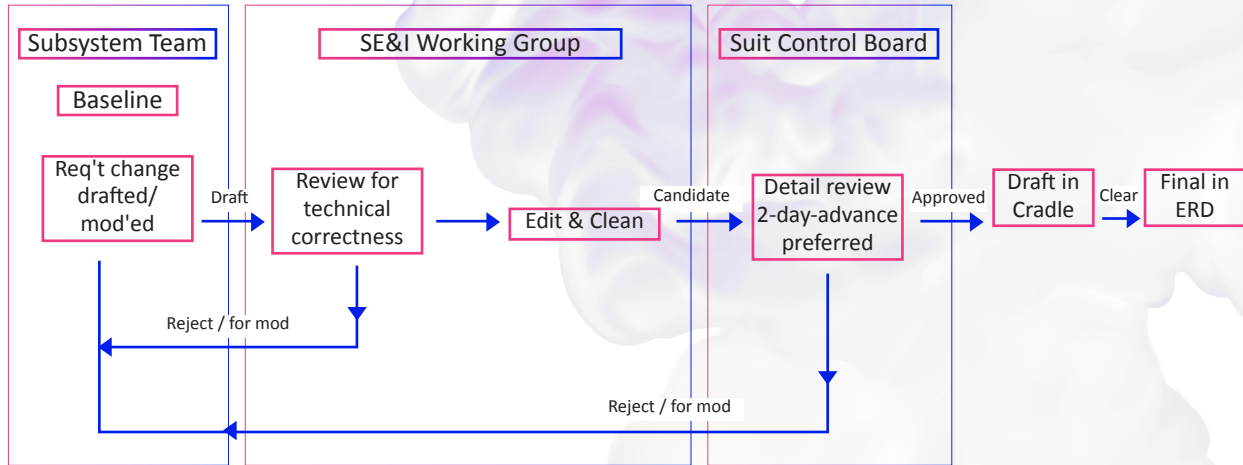 Subsystem Team
SE&I Working Group
Suit Control Board
Baseline
Req't change
drafted/
mod'ed
Draft
Review for
technical
correctness
Edit & Clean
Candidate
Detail review
2-day-advance
preferred
Approved
Draft in
Cradle
Clear
Final in
ERD
Reject / for mod
Reject / for mod